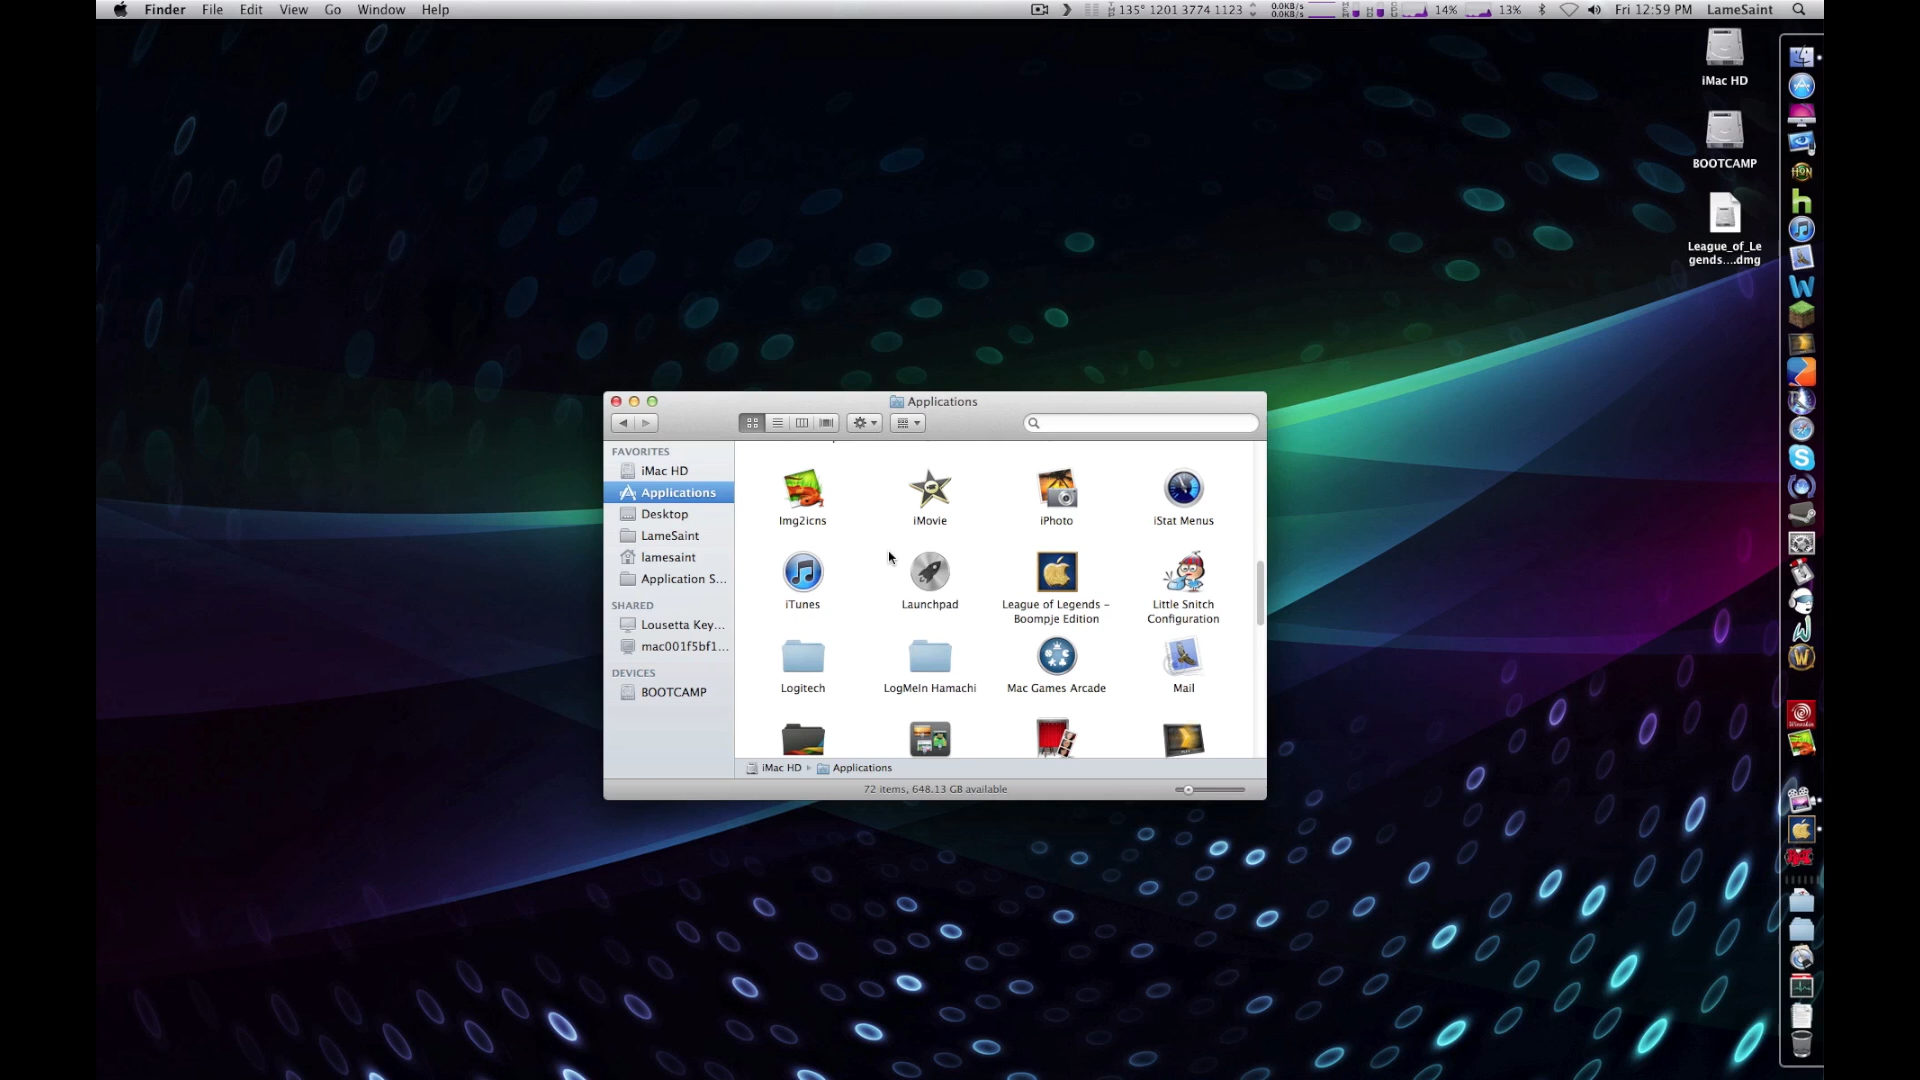 Finder File Edit View Go Window Help
135° 1201 3774 1123 0.0KB/s 0.0KB/s 14% 13% Fri 12:59 PM LameSaint
iMac HD
BOOTCAMP
League_of_Le
gends....dmg
Applications
FAVORITES
iMac HD
Applications
Desktop
LameSaint
lamesaint
Application S...
SHARED
Lousetta Key...
mac001f5bf1...
DEVICES
BOOTCAMP
Img2icns iMovie iPhoto iStat Menus
iTunes Launchpad League of Legends – Boompje Edition Little Snitch Configuration
Logitech LogMeIn Hamachi Mac Games Arcade Mail
iMac HD Applications
72 items, 648.13 GB available
HON
h
W
S
W